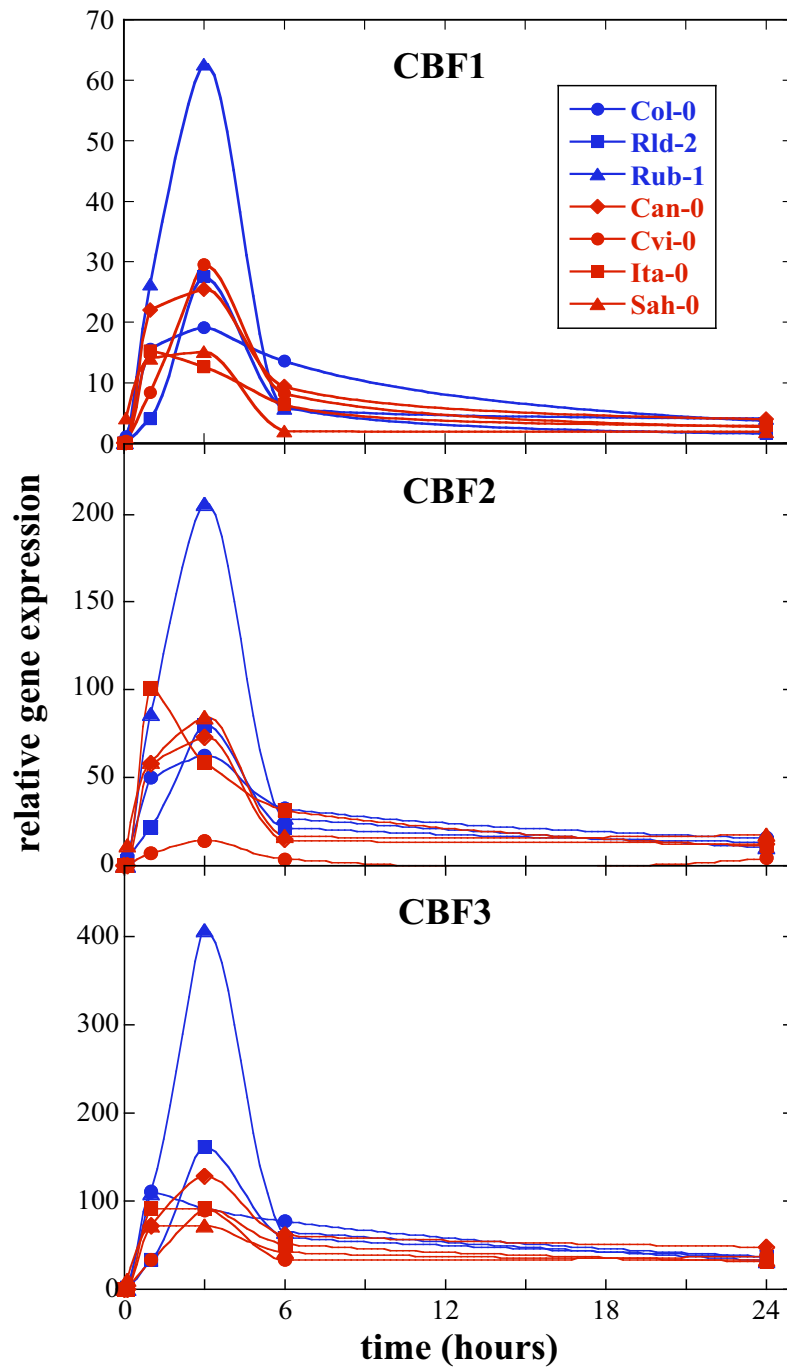 CBF1
70
60
50
40
30
20
10
0
Col-0
Rld-2
Rub-1
Can-0
Cvi-0
Ita-0
Sah-0
relative gene expression
CBF2
200
150
100
50
0
CBF3
400
300
200
100
0
0 6 12 18 24
time (hours)